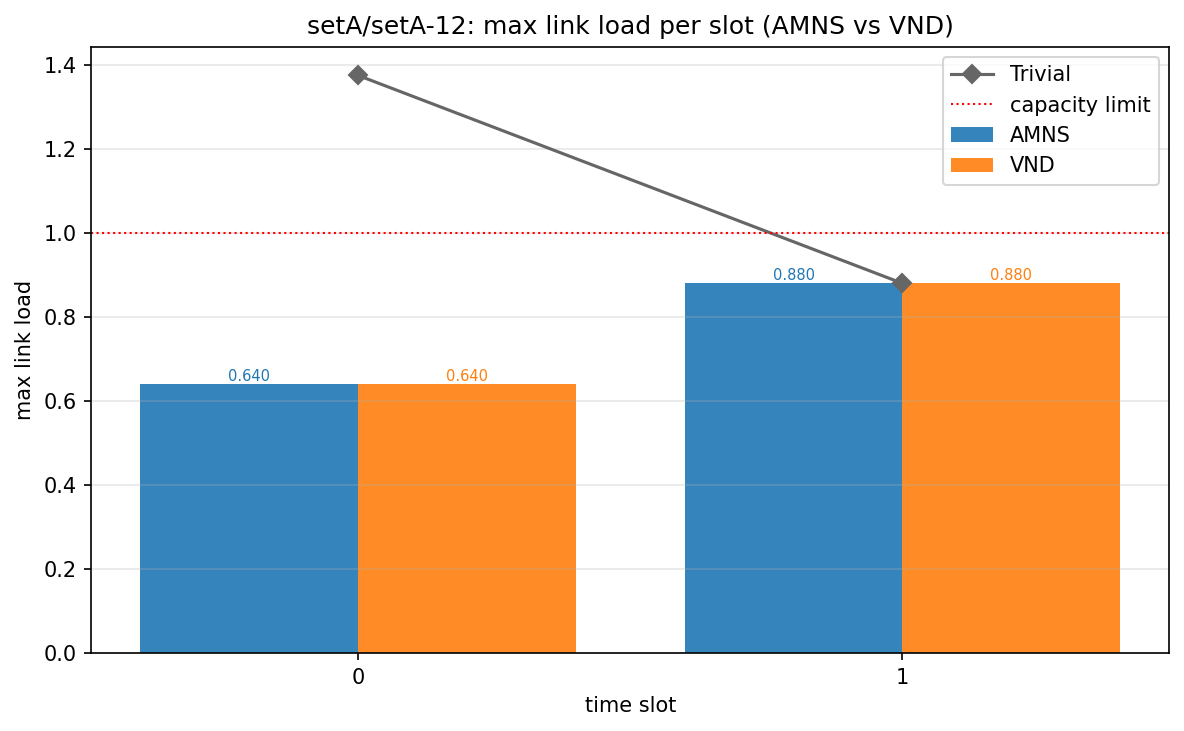 setA/setA-12: max link load per slot (AMNS vs VND)
Trivial
capacity limit
AMNS
VND
max link load
1.4
1.2
1.0
0.8
0.6
0.4
0.2
0.0
0.640
0.640
0.880
0.880
0
1
time slot